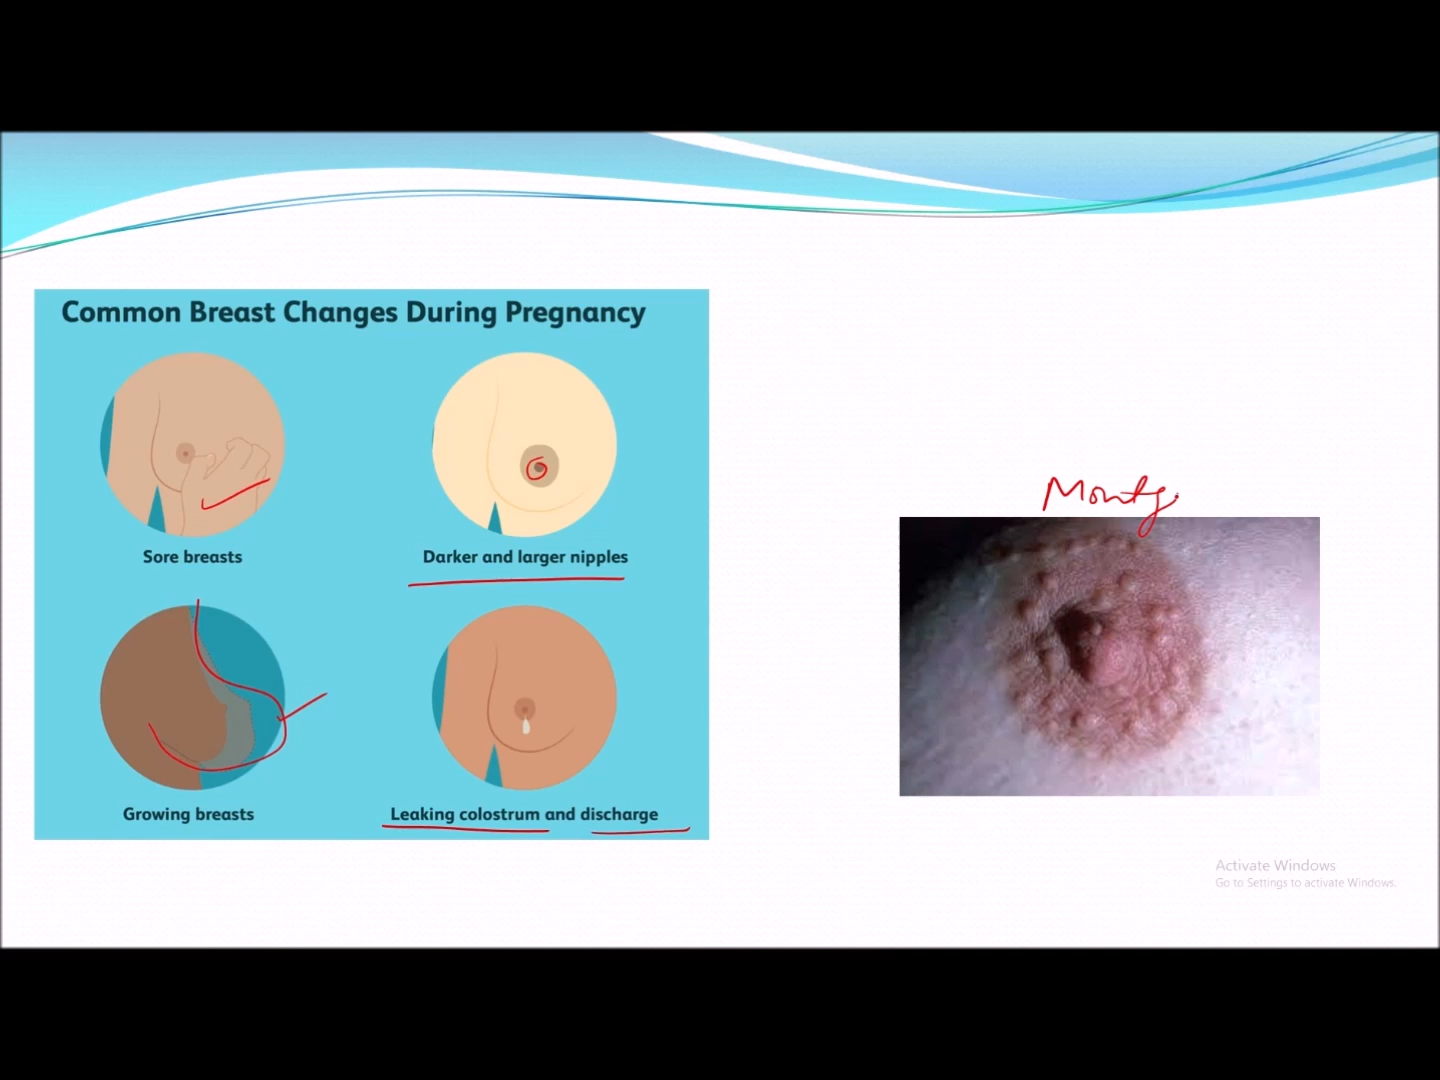 Common Breast Changes During Pregnancy
Sore breasts
Darker and larger nipples
Growing breasts
Leaking colostrum and discharge
Montg.
Activate Windows
Go to Settings to activate Windows.